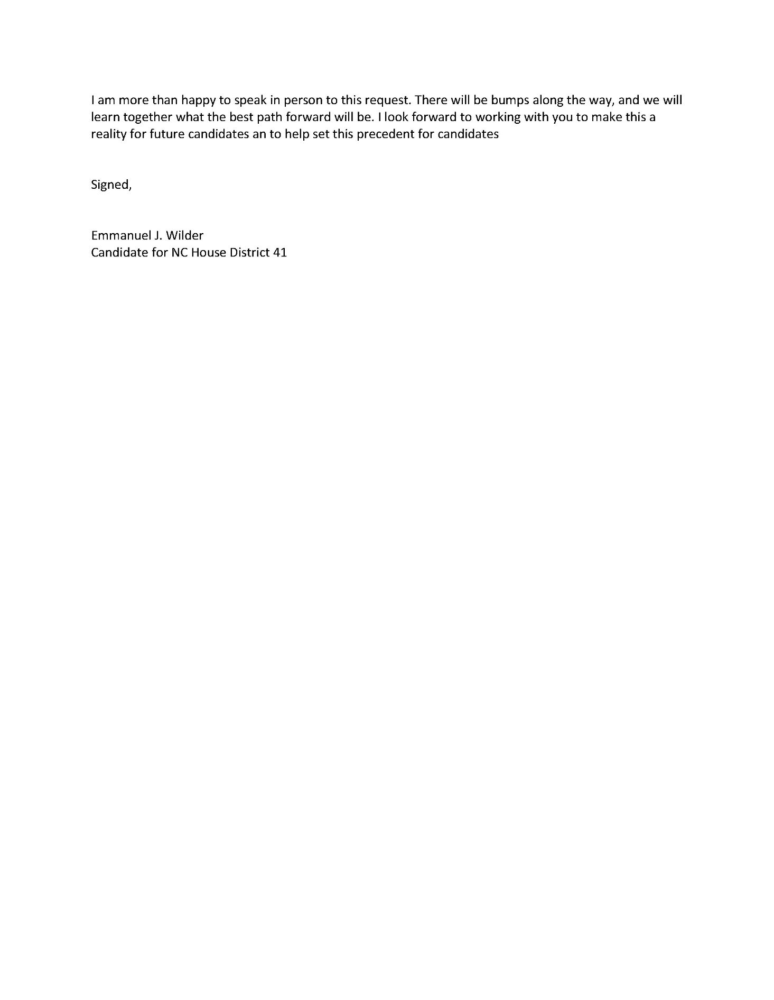 I am more than happy to speak in person to this request. There will be bumps along the way, and we will
learn together what the best path forward will be. I look forward to working with you to make this a
reality for future candidates an to help set this precedent for candidates
Signed,
Emmanuel J. Wilder
Candidate for NC House District 41